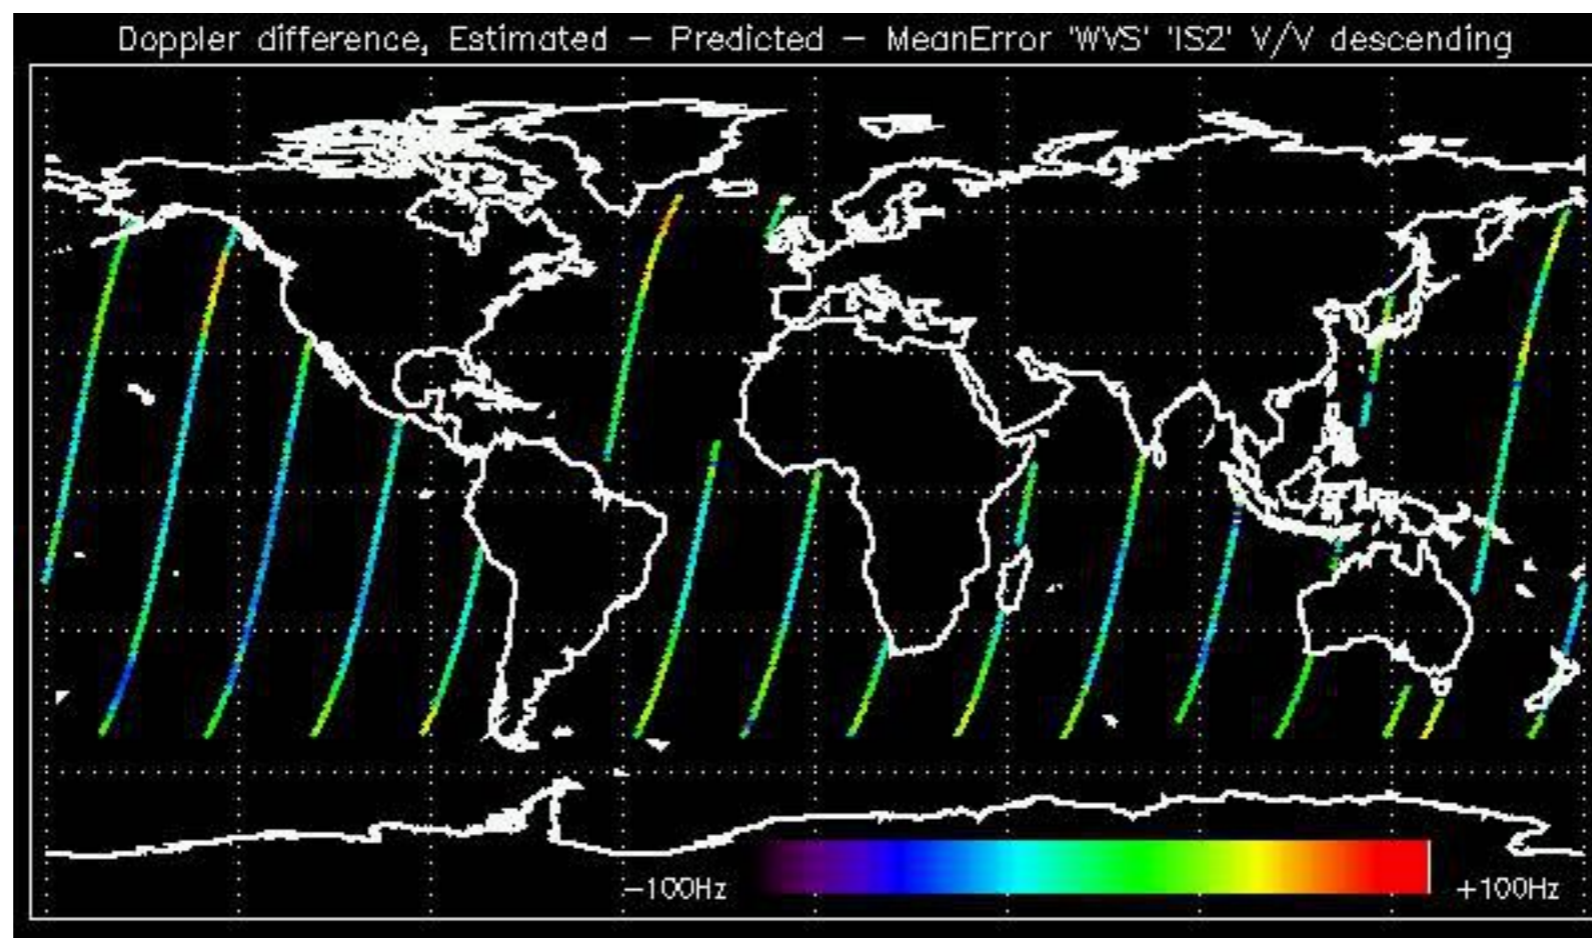 Doppler difference, Estimated – Predicted – MeanError 'WVS' 'IS2' V/V descending
–100Hz
+100Hz